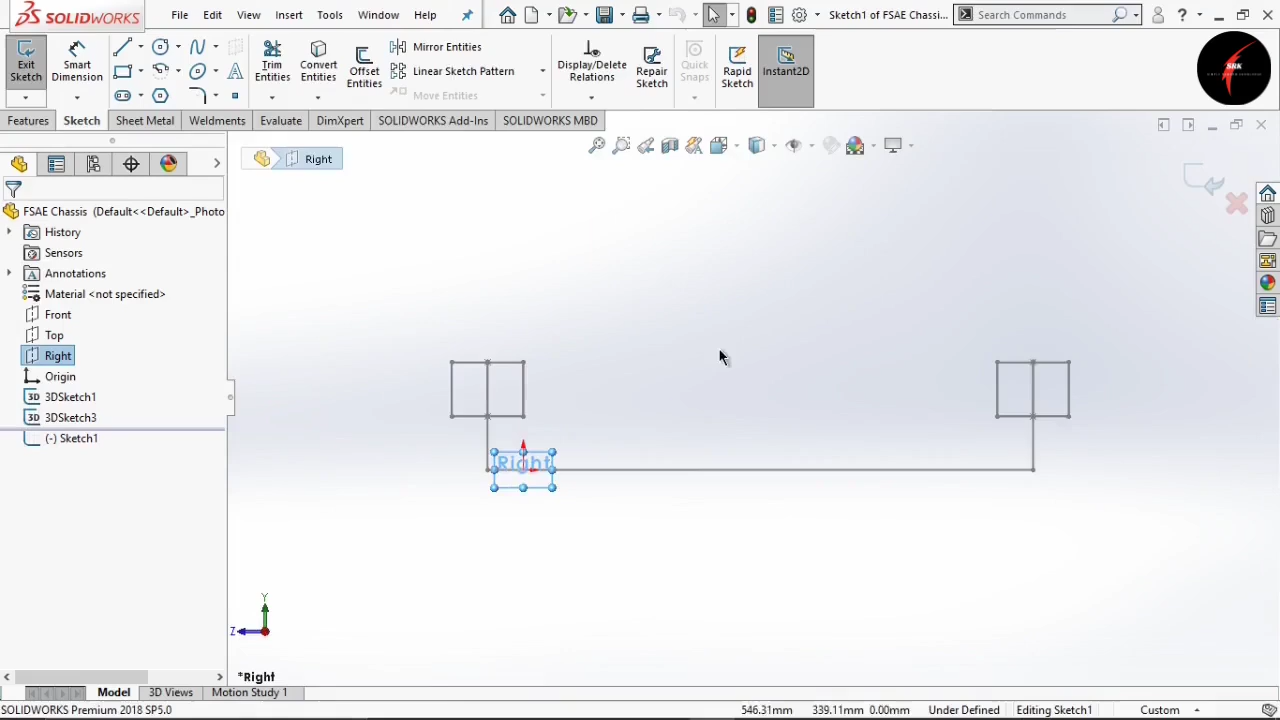 SOLIDWORKS
File
Edit
View
Insert
Tools
Window
Help
Sketch1 of FSAE Chassi...
Search Commands
?
SRK
Exit Sketch
Smart Dimension
Trim Entities
Convert Entities
Offset Entities
Mirror Entities
Linear Sketch Pattern
Move Entities
Display/Delete Relations
Repair Sketch
Quick Snaps
Rapid Sketch
Instant2D
Features
Sketch
Sheet Metal
Weldments
Evaluate
DimXpert
SOLIDWORKS Add-Ins
SOLIDWORKS MBD
Right
FSAE Chassis (Default<<Default>_Photo
History
Sensors
Annotations
Material <not specified>
Front
Top
Right
Origin
3D 3DSketch1
3D 3DSketch3
(-) Sketch1
Right
Y
Z
*Right
Model
3D Views
Motion Study 1
SOLIDWORKS Premium 2018 SP5.0
546.31mm
339.11mm 0.00mm
Under Defined
Editing Sketch1
Custom